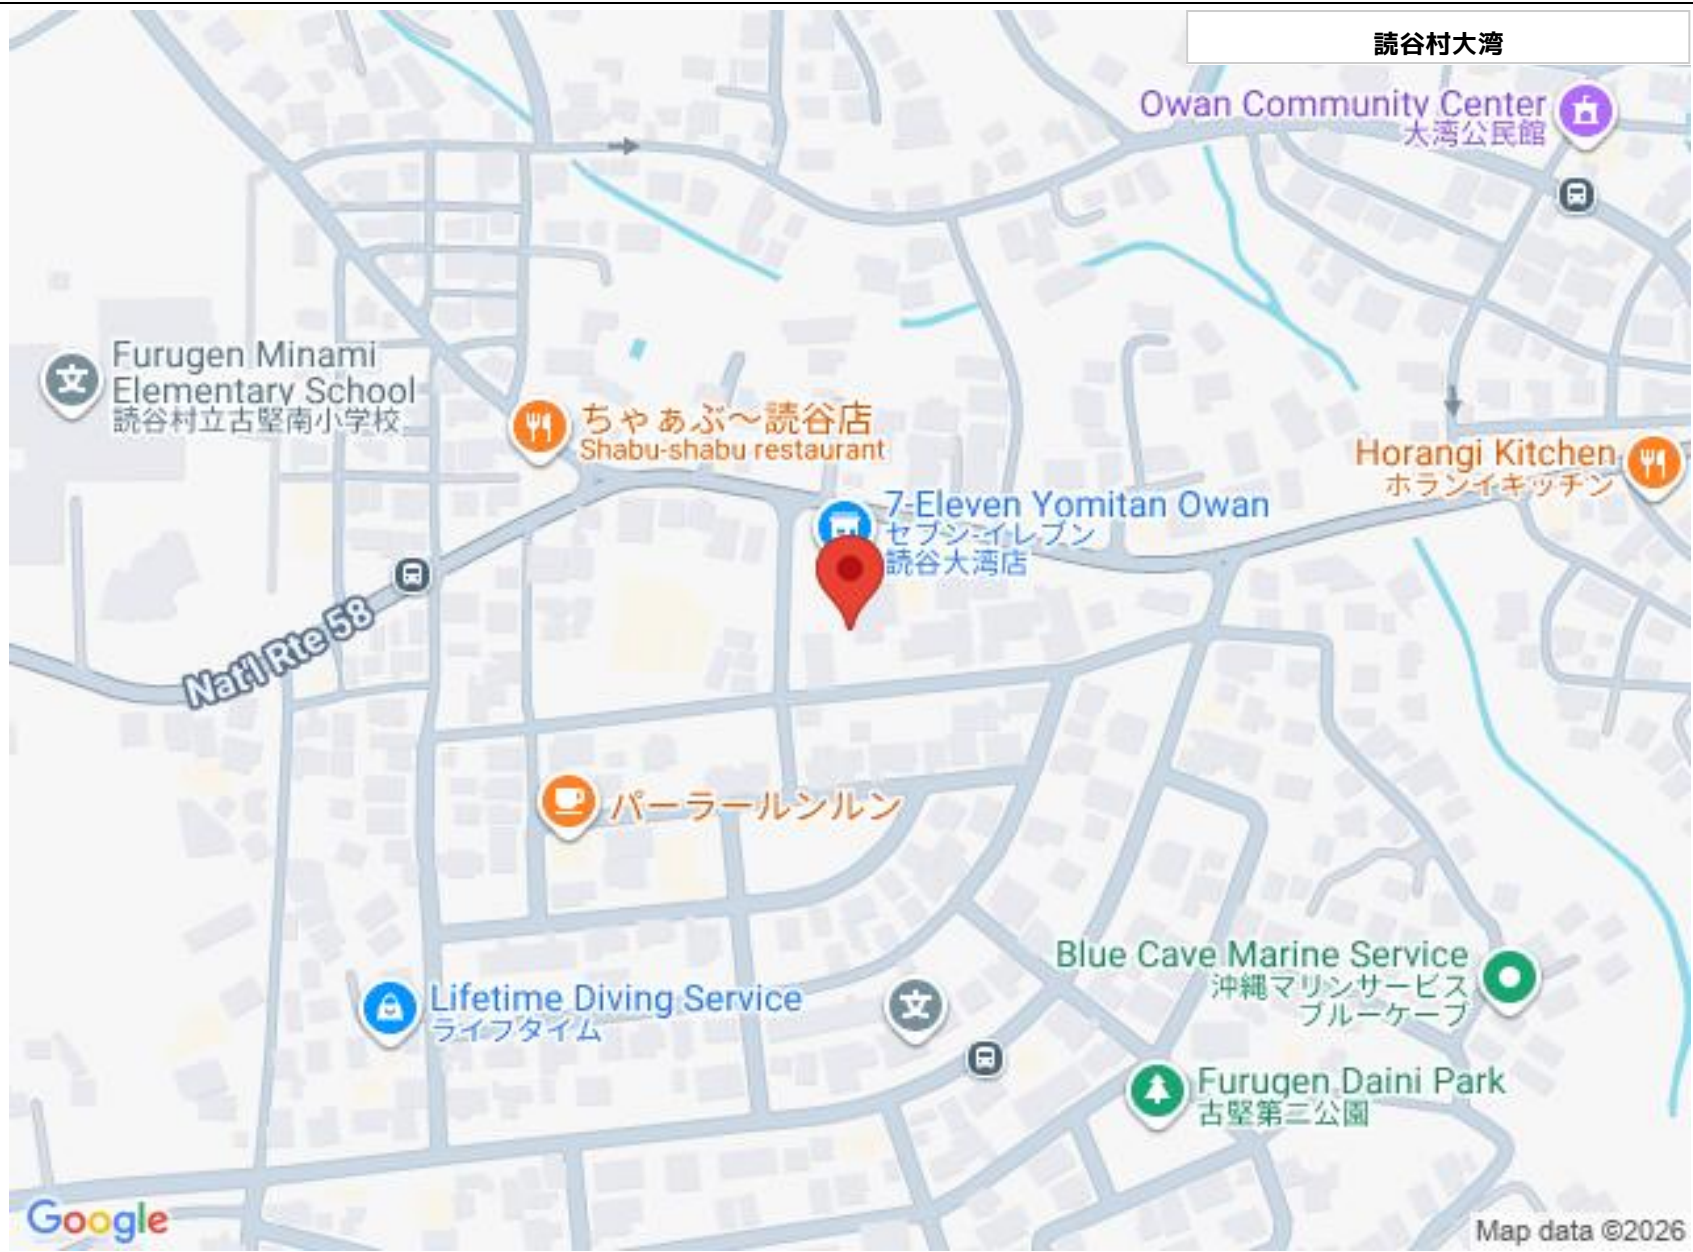 読谷村大湾
Owan Community Center
大湾公民館
Furugen Minami
Elementary School
読谷村立古堅南小学校
ちゃぁぶ～読谷店
Shabu-shabu restaurant
Horangi Kitchen
ホランイキッチン
7-Eleven Yomitan Owan
セブン-イレブン
読谷大湾店
Nat'l Rte 58
パーラールンルン
Blue Cave Marine Service
沖縄マリンサービス
ブルーケーブ
Lifetime Diving Service
ライフタイム
文
文
Furugen Daini Park
古堅第二公園
Google
Map data ©2026